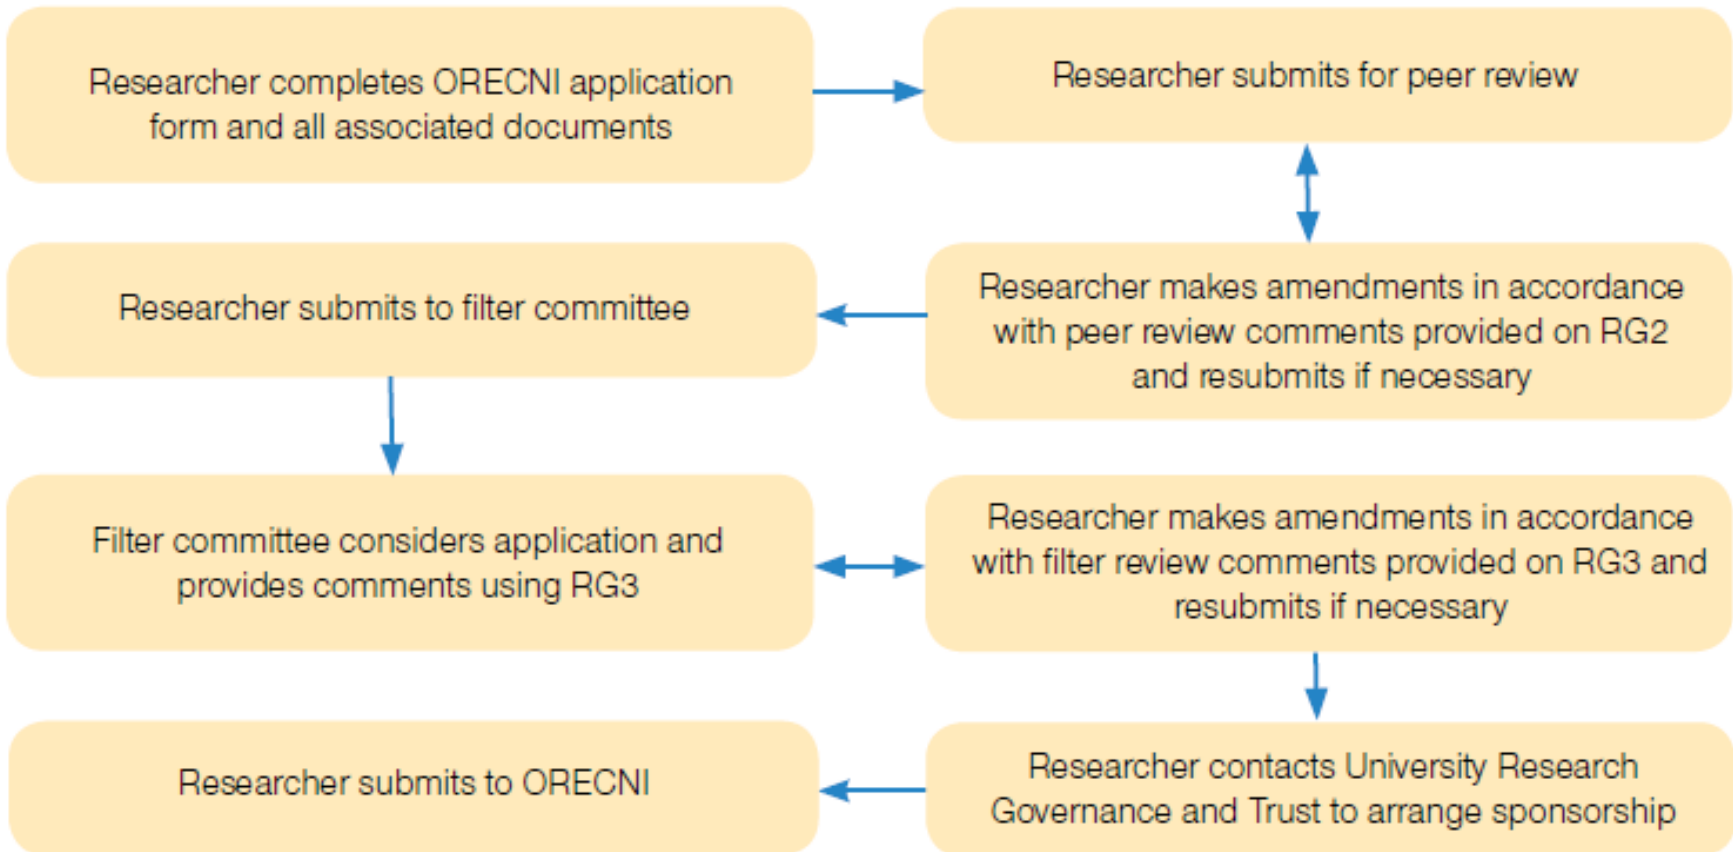 Researcher completes ORECNI application
form and all associated documents
Researcher submits for peer review
Researcher makes amendments in accordance
with peer review comments provided on RG2
and resubmits if necessary
Researcher submits to filter committee
Filter committee considers application and
provides comments using RG3
Researcher makes amendments in accordance
with filter review comments provided on RG3 and
resubmits if necessary
Researcher contacts University Research
Governance and Trust to arrange sponsorship
Researcher submits to ORECNI